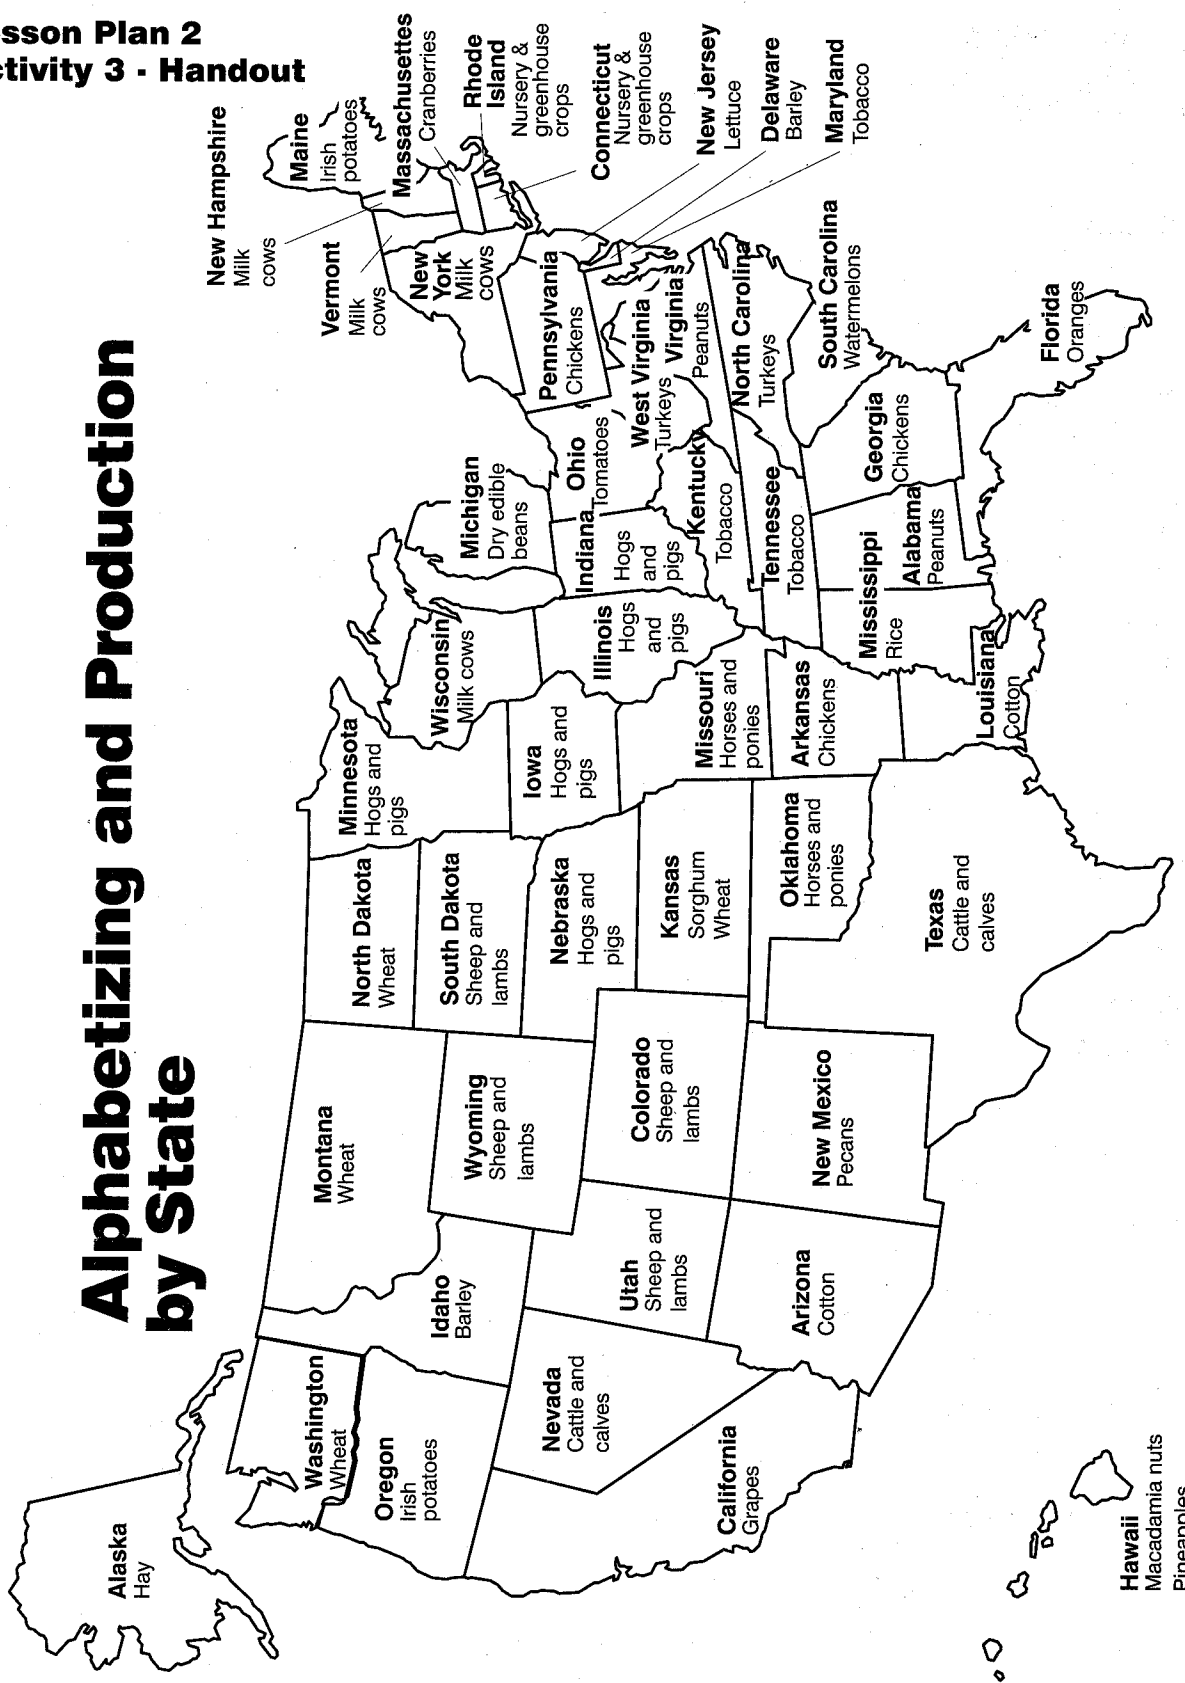 sson Plan 2
ctivity 3 - Handout
Alphabetizing and Production
by State
Alaska
Hay
Washington
Wheat
Oregon
Irish
potatoes
California
Grapes
Nevada
Cattle and
calves
Idaho
Barley
Montana
Wheat
Wyoming
Sheep and
lambs
Utah
Sheep and
lambs
Arizona
Cotton
Colorado
Sheep and
lambs
New Mexico
Pecans
North Dakota
Wheat
South Dakota
Sheep and
lambs
Nebraska
Hogs and
pigs
Kansas
Sorghum
Wheat
Oklahoma
Horses and
ponies
Texas
Cattle and
calves
Minnesota
Hogs and
pigs
Iowa
Hogs and
pigs
Missouri
Horses and
ponies
Arkansas
Chickens
Louisiana
Cotton
Wisconsin
Milk cows
Illinois
Hogs
and
pigs
Michigan
Dry edible
beans
Indiana
Hogs
and
pigs
Ohio
Tomatoes
Kentucky
Tobacco
Tennessee
Tobacco
Mississippi
Rice
Alabama
Peanuts
Georgia
Chickens
Florida
Oranges
South Carolina
Watermelons
North Carolina
Turkeys
Virginia
Peanuts
West Virginia
Turkeys
Pennsylvania
Chickens
New
York
Milk
cows
Vermont
Milk
cows
New Hampshire
Milk
cows
Maine
Irish
potatoes
Massachusettes
Cranberries
Rhode
Island
Nursery &
greenhouse
crops
Connecticut
Nursery &
greenhouse
crops
New Jersey
Lettuce
Delaware
Barley
Maryland
Tobacco
Hawaii
Macadamia nuts
Pineapples